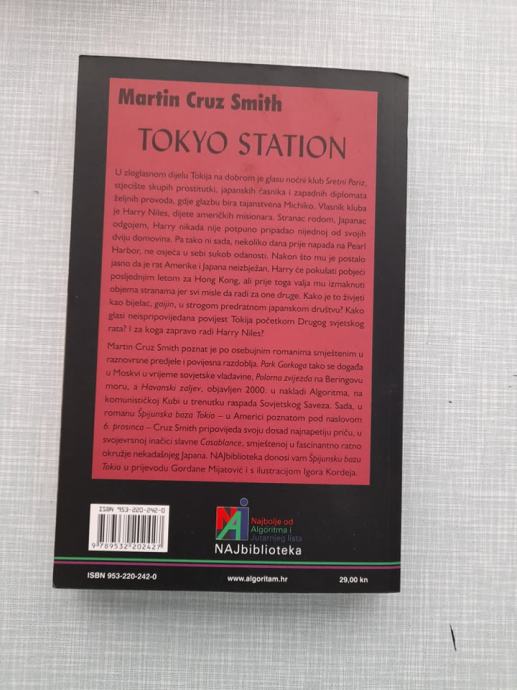 Martin Cruz Smith
TOKYO STATION
U zloglasnom dijelu Tokija na dobrom je glasu noćni klub Sretni Pariz,
stjecište skupih prostitutki, japanskih časnika i zapadnih diplomata
željnih provoda, gdje glazbu bira tajanstvena Michiko. Vlasnik kluba
je Harry Niles, dijete američkih misionara. Stranac rodom, Japanac
odgojem, Harry nikada nije potpuno pripadao nijednoj od svojih
dviju domovina. Pa tako ni sada, nekoliko dana prije napada na Pearl
Harbor, ne osjeća u sebi sukob odanosti. Nakon što mu je postalo
jasno da je rat Amerike i Japana neizbježan, Harry će pokušati pobjeći
posljednjim letom za Hong Kong, ali prije toga valja mu izmaknuti
objema stranama jer svi misle da radi za one druge. Kako je to živjeti
kao bijelac, gaijin, u strogom predratnom japanskom društvu? Kako
glasi neispripovijedana povijest Tokija početkom Drugog svjetskog
rata? I za koga zapravo radi Harry Niles?
Martin Cruz Smith poznat je po osebujnim romanima smještenim u
raznovrsne predjele i povijesna razdoblja. Park Gorkoga tako se događa
u Moskvi u vrijeme sovjetske vladavine, Polarna zvijezda na Beringovu
moru, a Havanski zaljev, objavljen 2000. u nakladi Algoritma, na
komunističkoj Kubi u trenutku raspada Sovjetskog Saveza. Sada, u
romanu Špijunska baza Tokio – u Americi poznatom pod naslovom
6. prosinca – Cruz Smith pripovijeda svoju dosad najnapetiju priču, u
svojevrsnoj inačici slavne Casablance, smještenoj u fascinantno ratno
okružje nekadašnjeg Japana. NAJbiblioteka donosi vam Špijunsku bazu
Tokio u prijevodu Gordane Mijatović i s ilustracijom Igora Kordeja.
ISBN 953-220-242-0
9 789532 202427
NAJ
Najbolje od
Algoritma i
Jutarnjeg lista
NAJbiblioteka
ISBN 953-220-242-0
www.algoritam.hr
29,00 kn